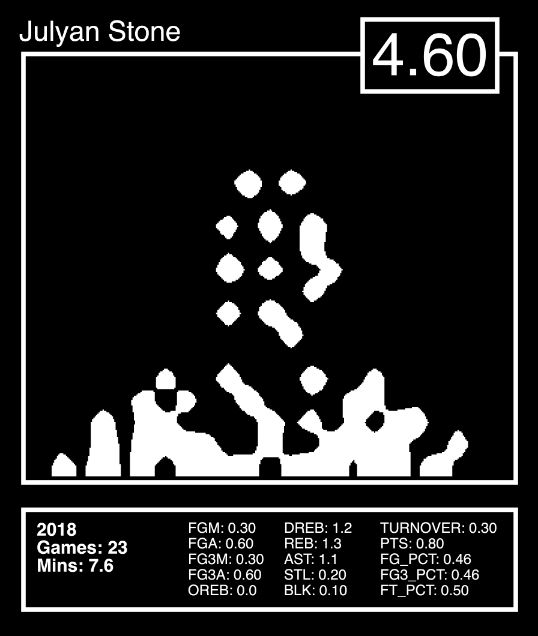 Julyan Stone
4.60
2018
Games: 23
Mins: 7.6
FGM: 0.30
FGA: 0.60
FG3M: 0.30
FG3A: 0.60
OREB: 0.0
DREB: 1.2
REB: 1.3
AST: 1.1
STL: 0.20
BLK: 0.10
TURNOVER: 0.30
PTS: 0.80
FG_PCT: 0.46
FG3_PCT: 0.46
FT_PCT: 0.50